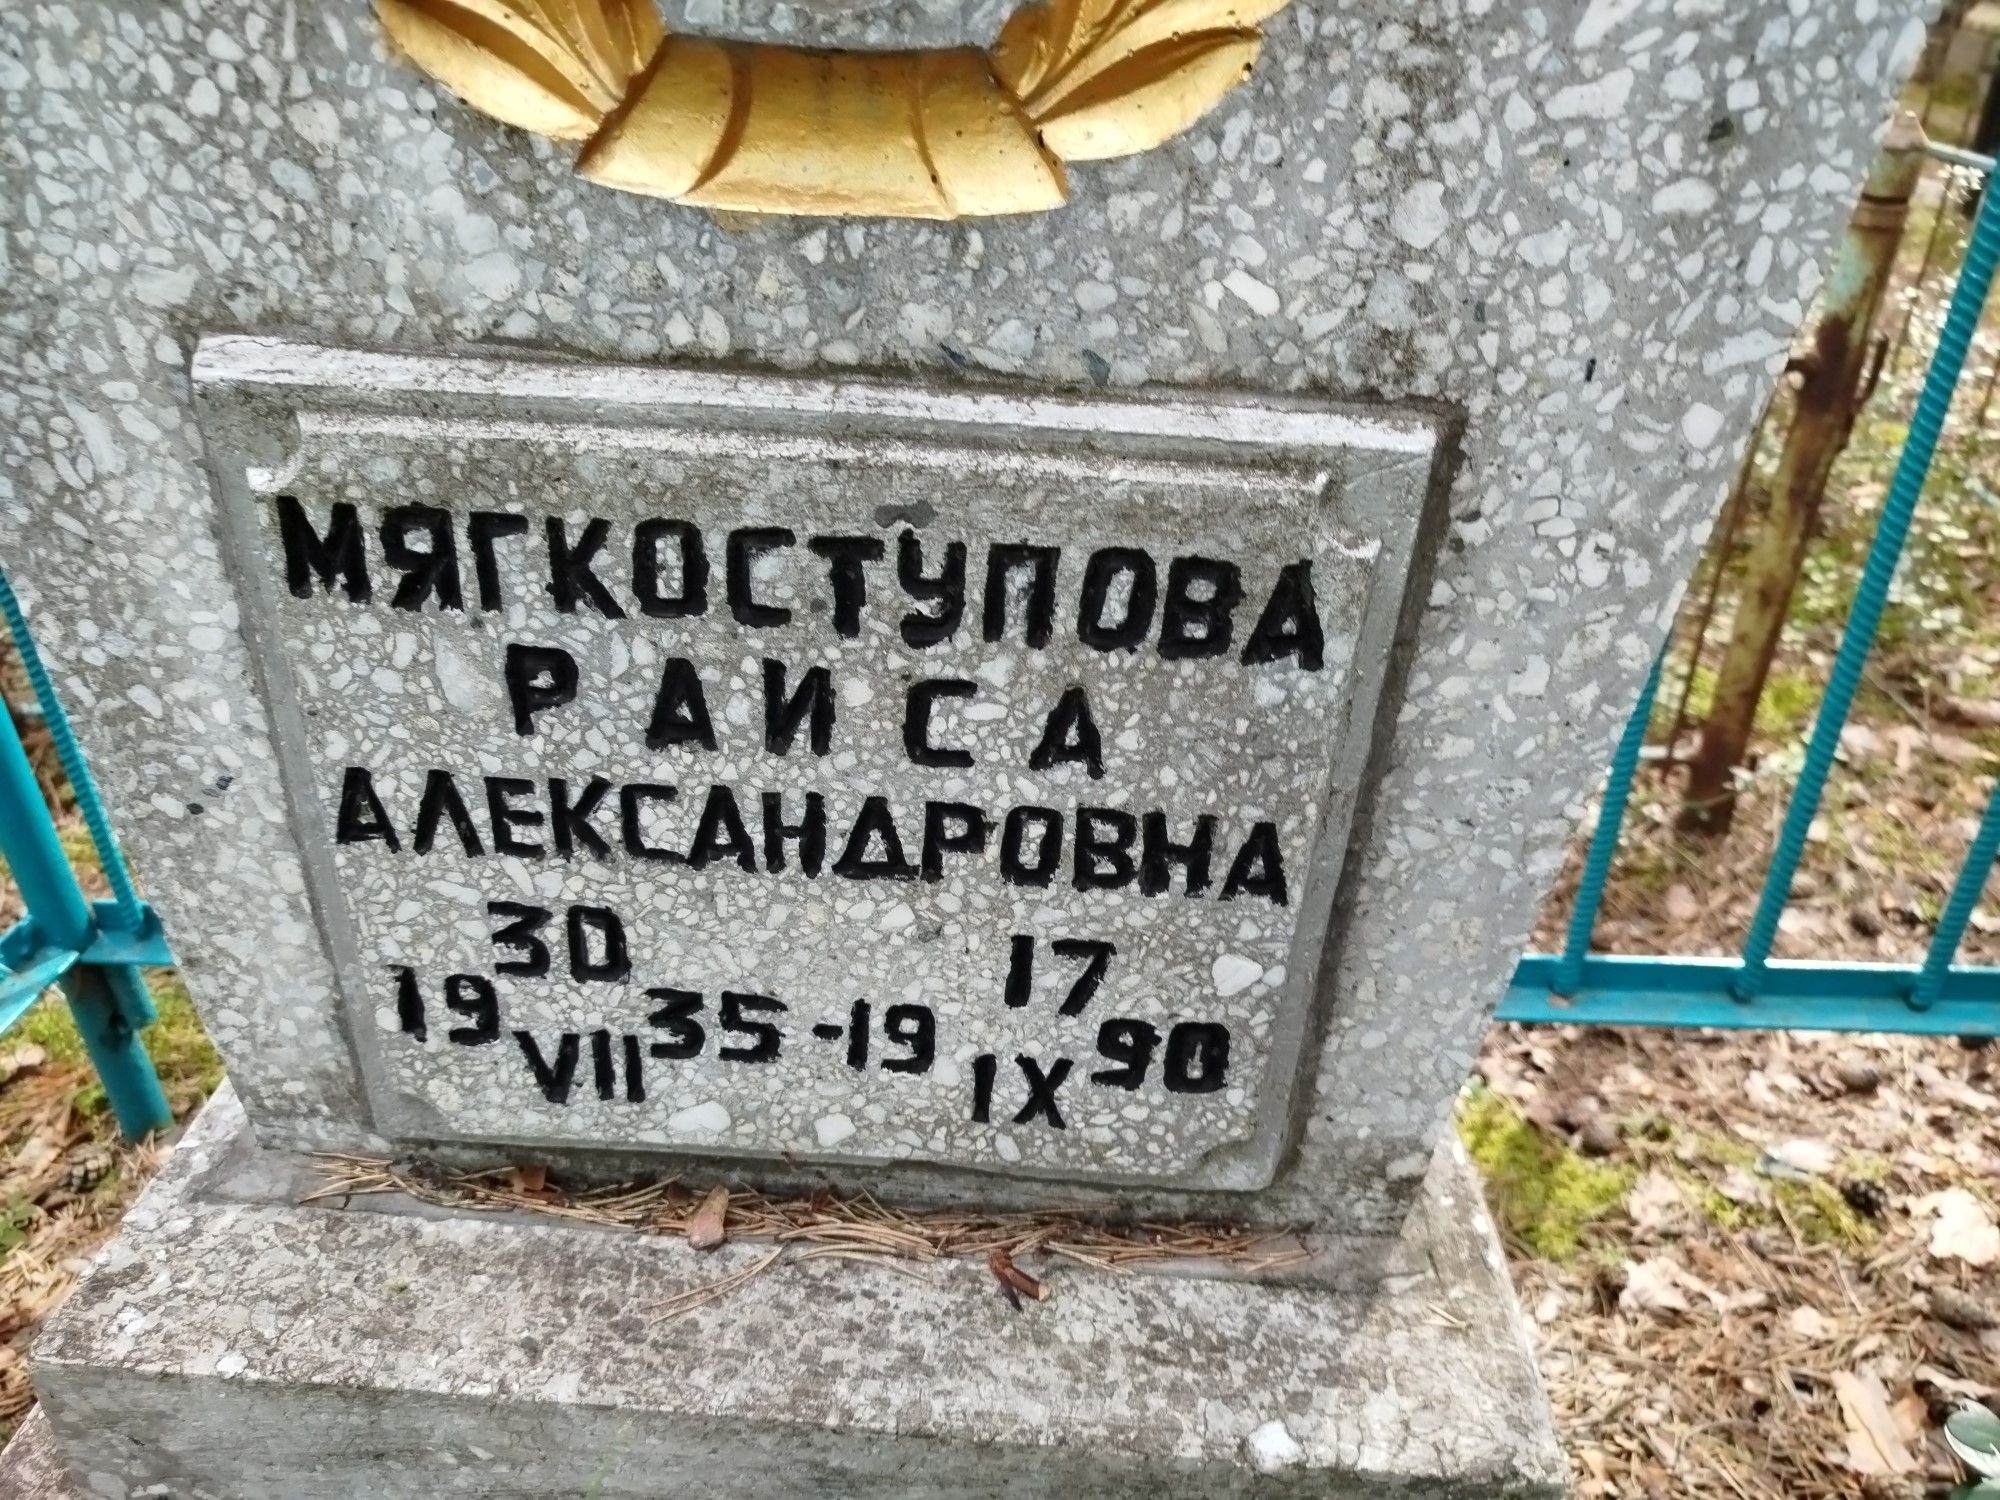 МЯГКОСТУПОВА
РАИСА
АЛЕКСАНДРОВНА
30 17
19 35-19 90
VII IX